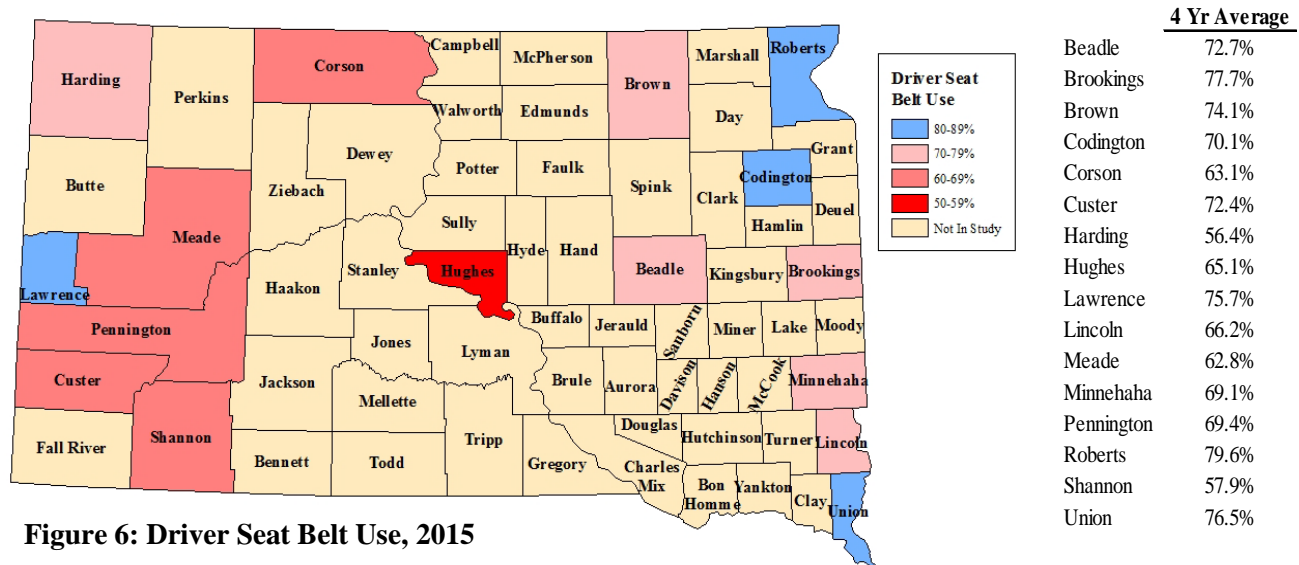 4 Yr Average
Beadle 72.7%
Brookings 77.7%
Brown 74.1%
Codington 70.1%
Corson 63.1%
Custer 72.4%
Harding 56.4%
Hughes 65.1%
Lawrence 75.7%
Lincoln 66.2%
Meade 62.8%
Minnehaha 69.1%
Pennington 69.4%
Roberts 79.6%
Shannon 57.9%
Union 76.5%
Driver Seat
Belt Use
80-89%
70-79%
60-69%
50-59%
Not In Study
Harding
Perkins
Corson
Campbell
McPherson
Brown
Marshall
Roberts
Walworth
Edmunds
Day
Grant
Butte
Ziebach
Dewey
Potter
Faulk
Spink
Clark
Codington
Hamlin
Deuel
Meade
Sully
Hyde
Hand
Lawrence
Haakon
Stanley
Hughes
Beadle
Kingsbury
Brookings
Pennington
Jones
Lyman
Buffalo
Jerauld
Sanborn
Miner
Lake
Moody
Custer
Jackson
Mellette
Brule
Aurora
Davison
Hanson
McCook
Minnehaha
Fall River
Shannon
Bennett
Todd
Tripp
Gregory
Douglas
Charles
Mix
Hutchinson
Turner
Lincoln
Bon
Homme
Yankton
Clay
Union
Figure 6: Driver Seat Belt Use, 2015